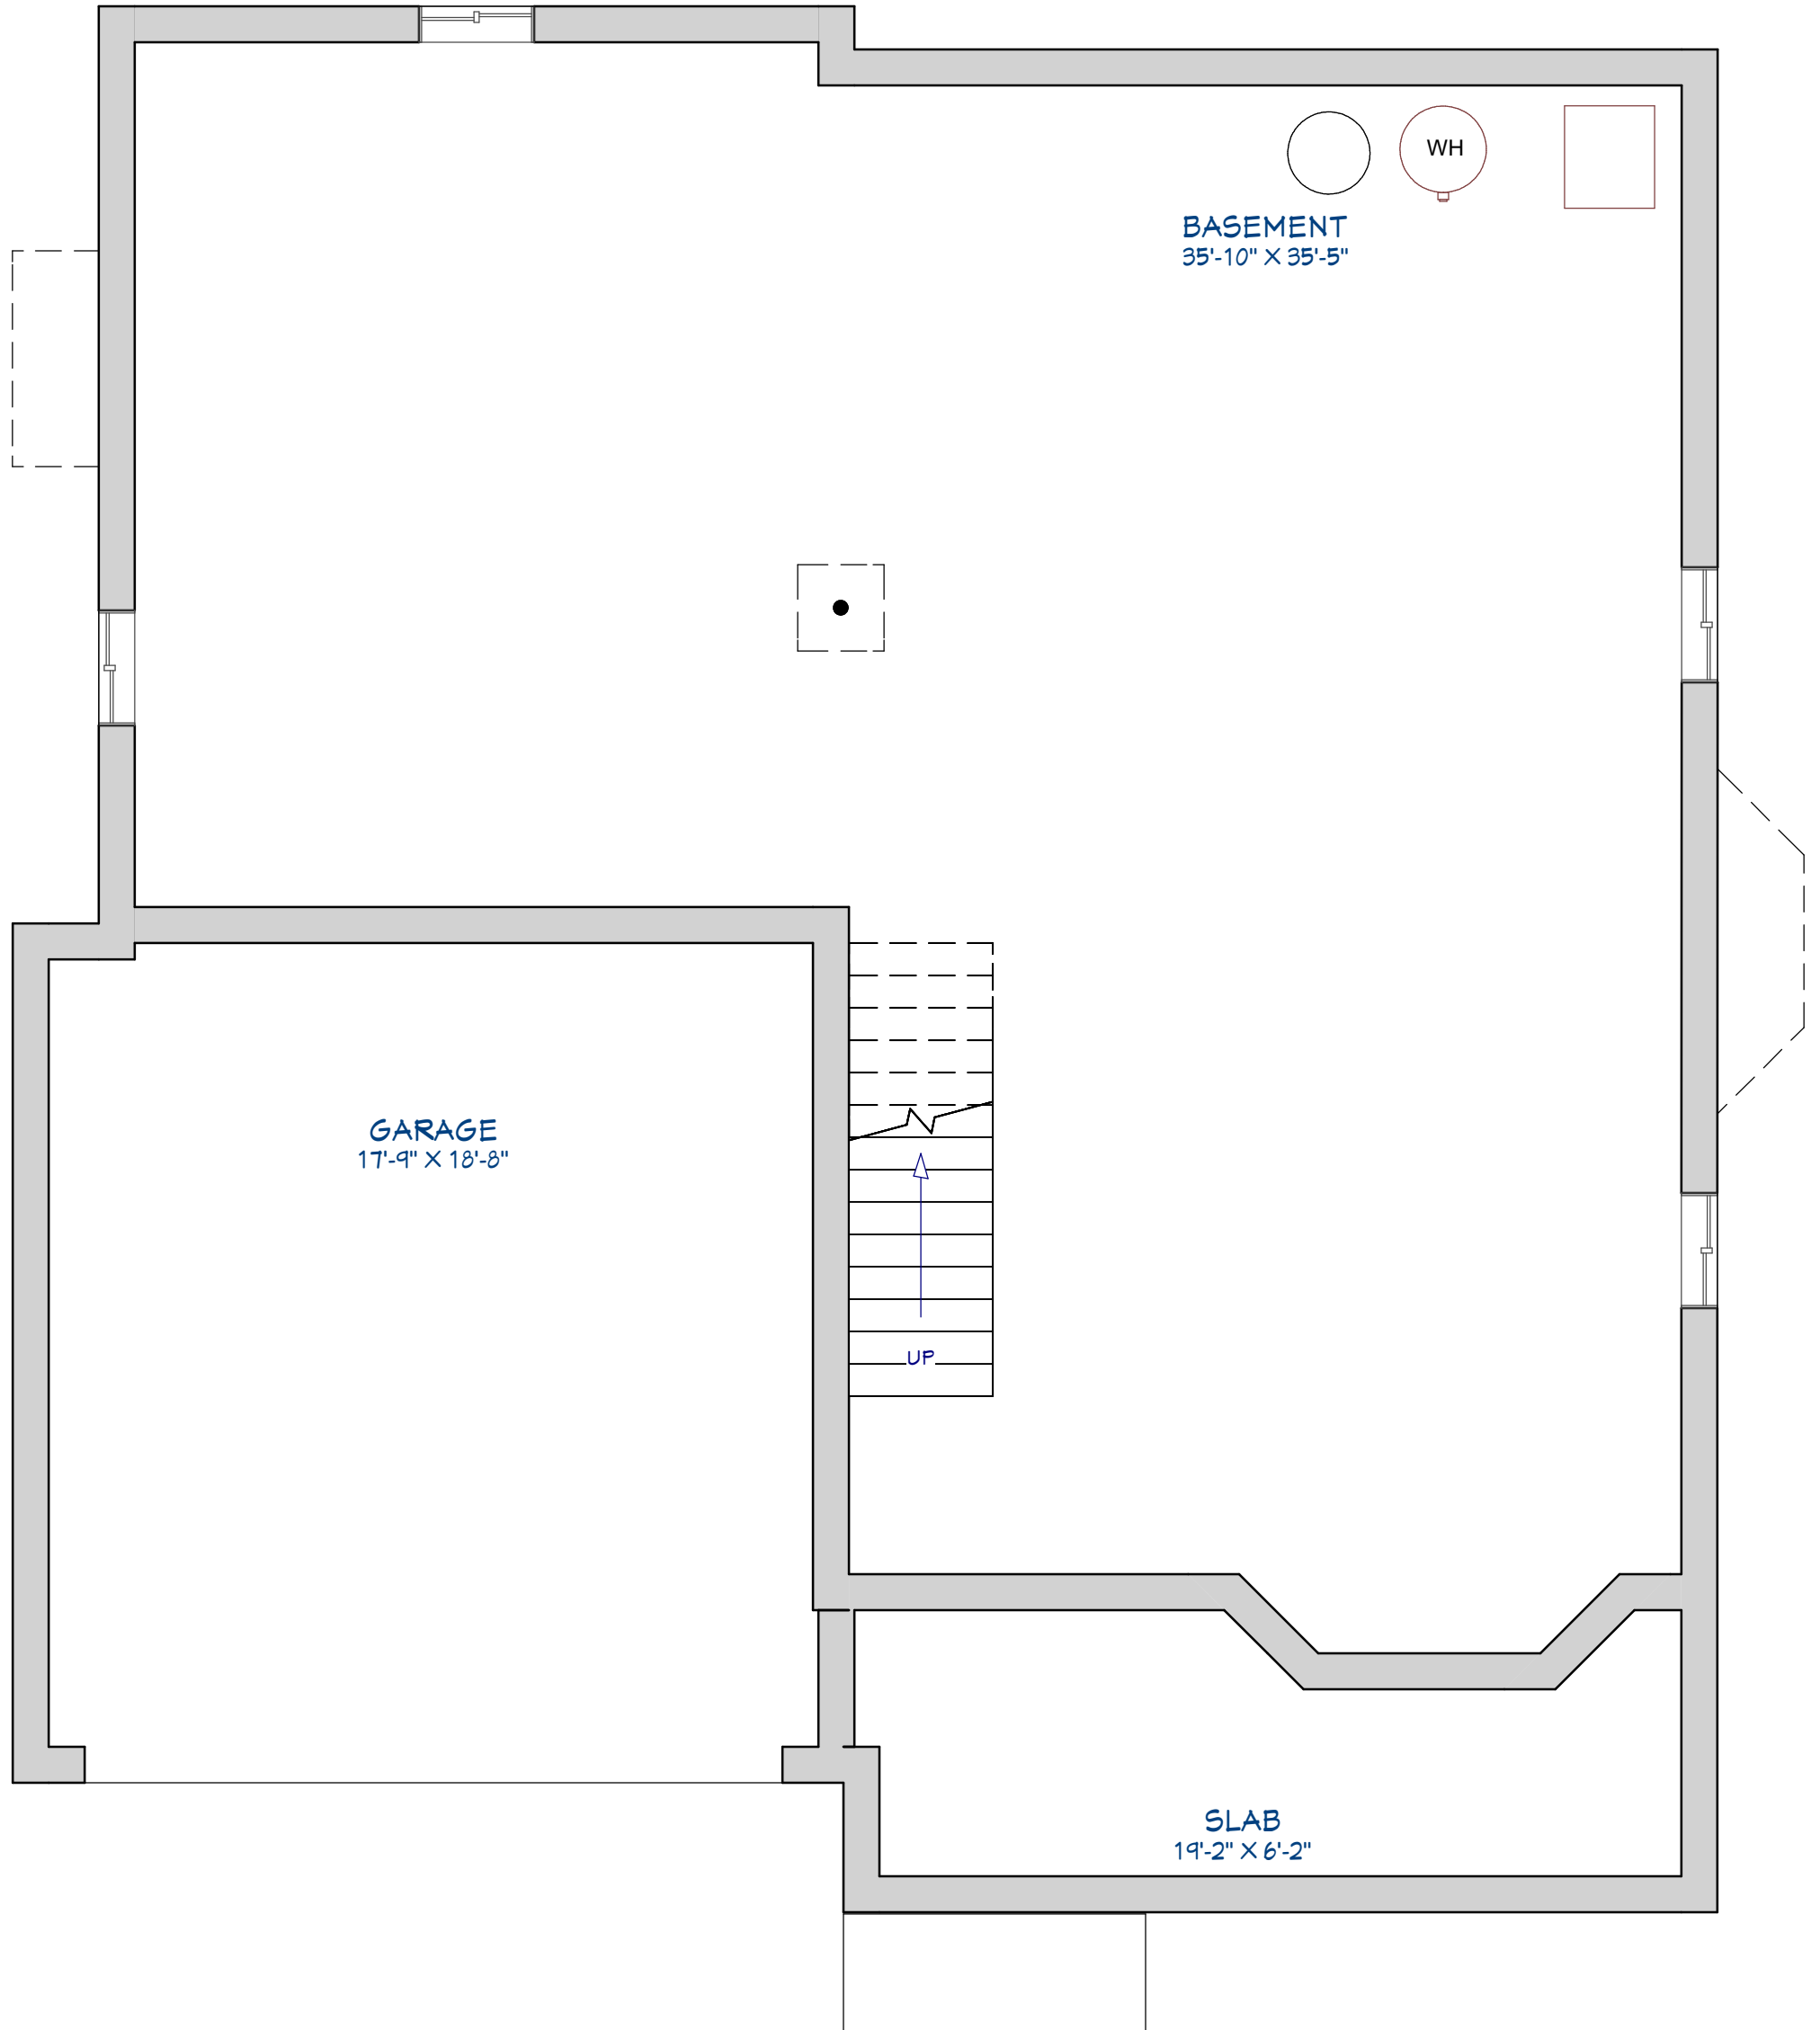 WH
BASEMENT
35'-10" X 35'-5"
GARAGE
17'-9" X 18'-8"
UP
SLAB
19'-2" X 6'-2"